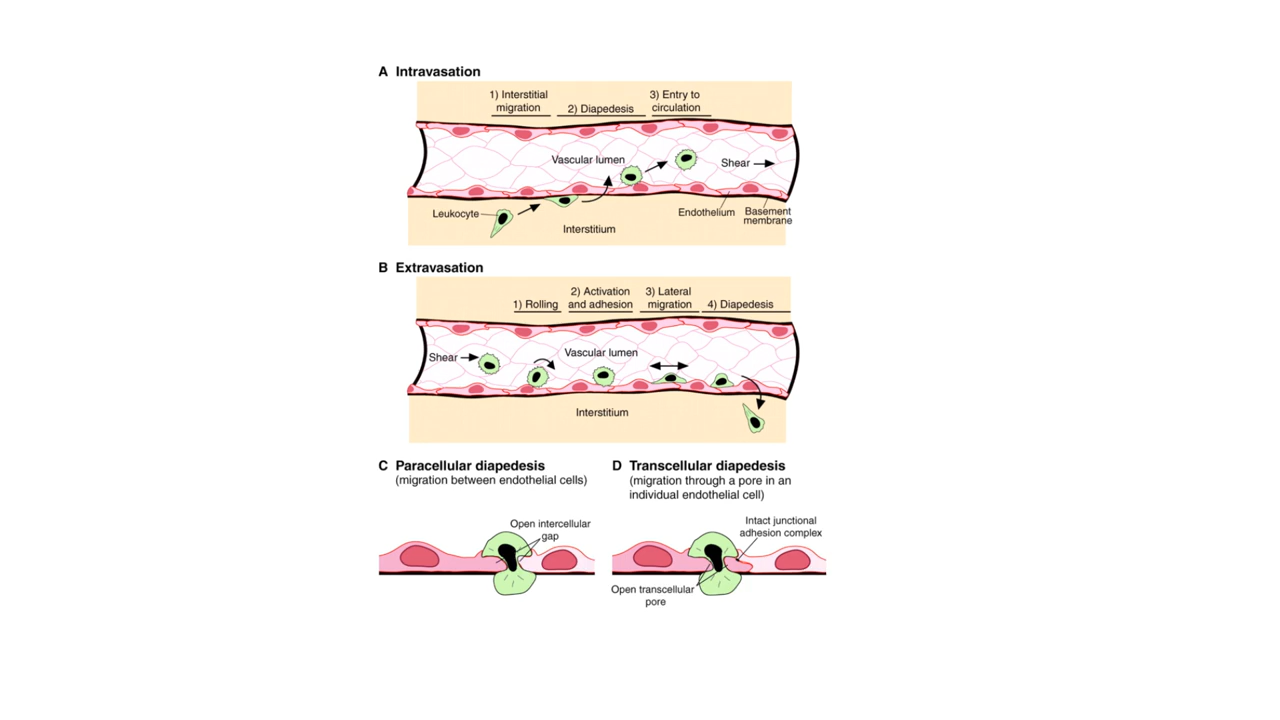 A Intravasation
1) Interstitial
migration
2) Diapedesis
3) Entry to
circulation
Vascular lumen
Shear
Leukocyte
Endothelium
Basement
membrane
Interstitium
B Extravasation
1) Rolling
2) Activation
and adhesion
3) Lateral
migration
4) Diapedesis
Shear
Vascular lumen
Interstitium
C Paracellular diapedesis
(migration between endothelial cells)
Open intercellular
gap
D Transcellular diapedesis
(migration through a pore in an
individual endothelial cell)
Intact junctional
adhesion complex
Open transcellular
pore